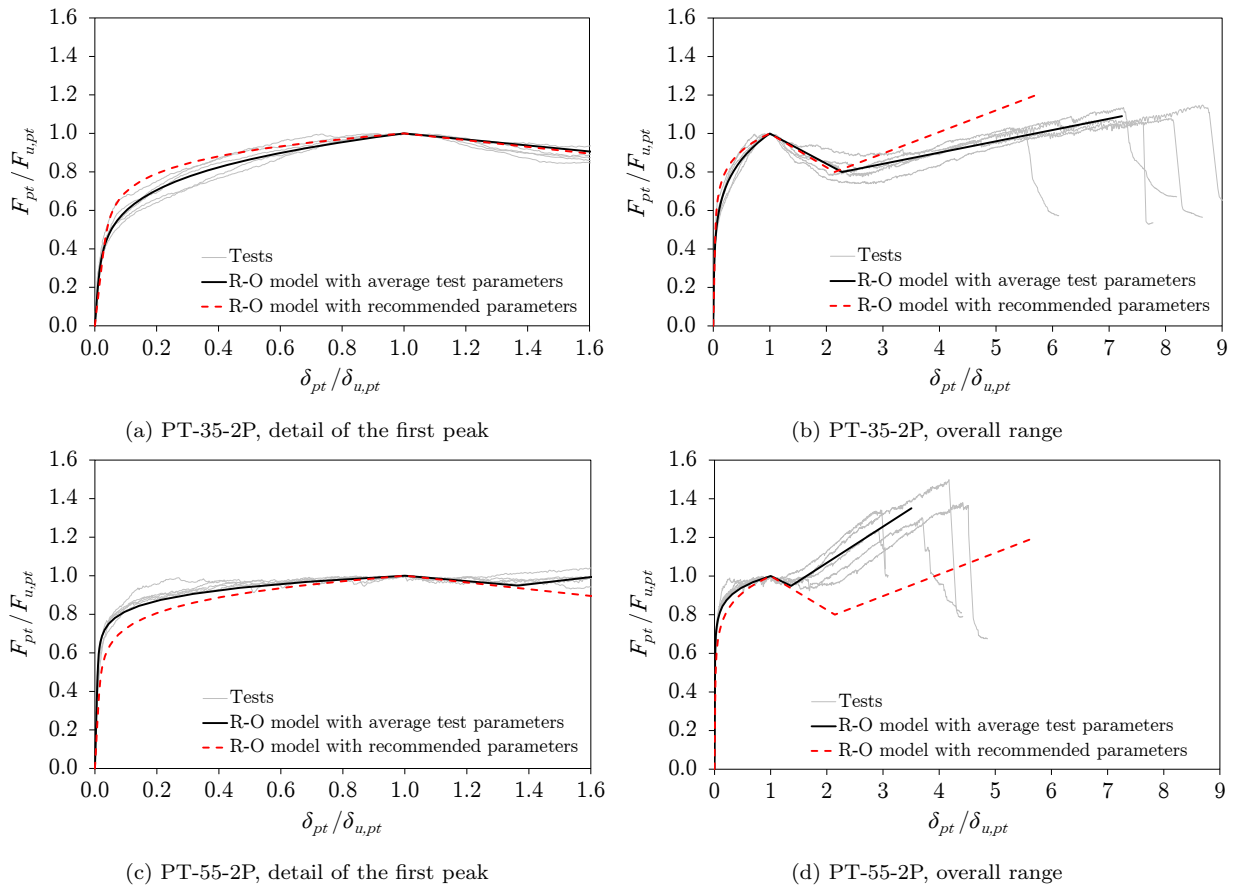 1.6
1.4
1.2
1.0
0.8
0.6
0.4
0.2
0.0
F_pt / F_u,pt
0.0 0.2 0.4 0.6 0.8 1.0 1.2 1.4 1.6
δ_pt / δ_u,pt
Tests
R-O model with average test parameters
R-O model with recommended parameters
(a) PT-35-2P, detail of the first peak
1.6
1.4
1.2
1.0
0.8
0.6
0.4
0.2
0.0
F_pt / F_u,pt
0 1 2 3 4 5 6 7 8 9
δ_pt / δ_u,pt
Tests
R-O model with average test parameters
R-O model with recommended parameters
(b) PT-35-2P, overall range
1.6
1.4
1.2
1.0
0.8
0.6
0.4
0.2
0.0
F_pt / F_u,pt
0.0 0.2 0.4 0.6 0.8 1.0 1.2 1.4 1.6
δ_pt / δ_u,pt
Tests
R-O model with average test parameters
R-O model with recommended parameters
(c) PT-55-2P, detail of the first peak
1.6
1.4
1.2
1.0
0.8
0.6
0.4
0.2
0.0
F_pt / F_u,pt
0 1 2 3 4 5 6 7 8 9
δ_pt / δ_u,pt
Tests
R-O model with average test parameters
R-O model with recommended parameters
(d) PT-55-2P, overall range